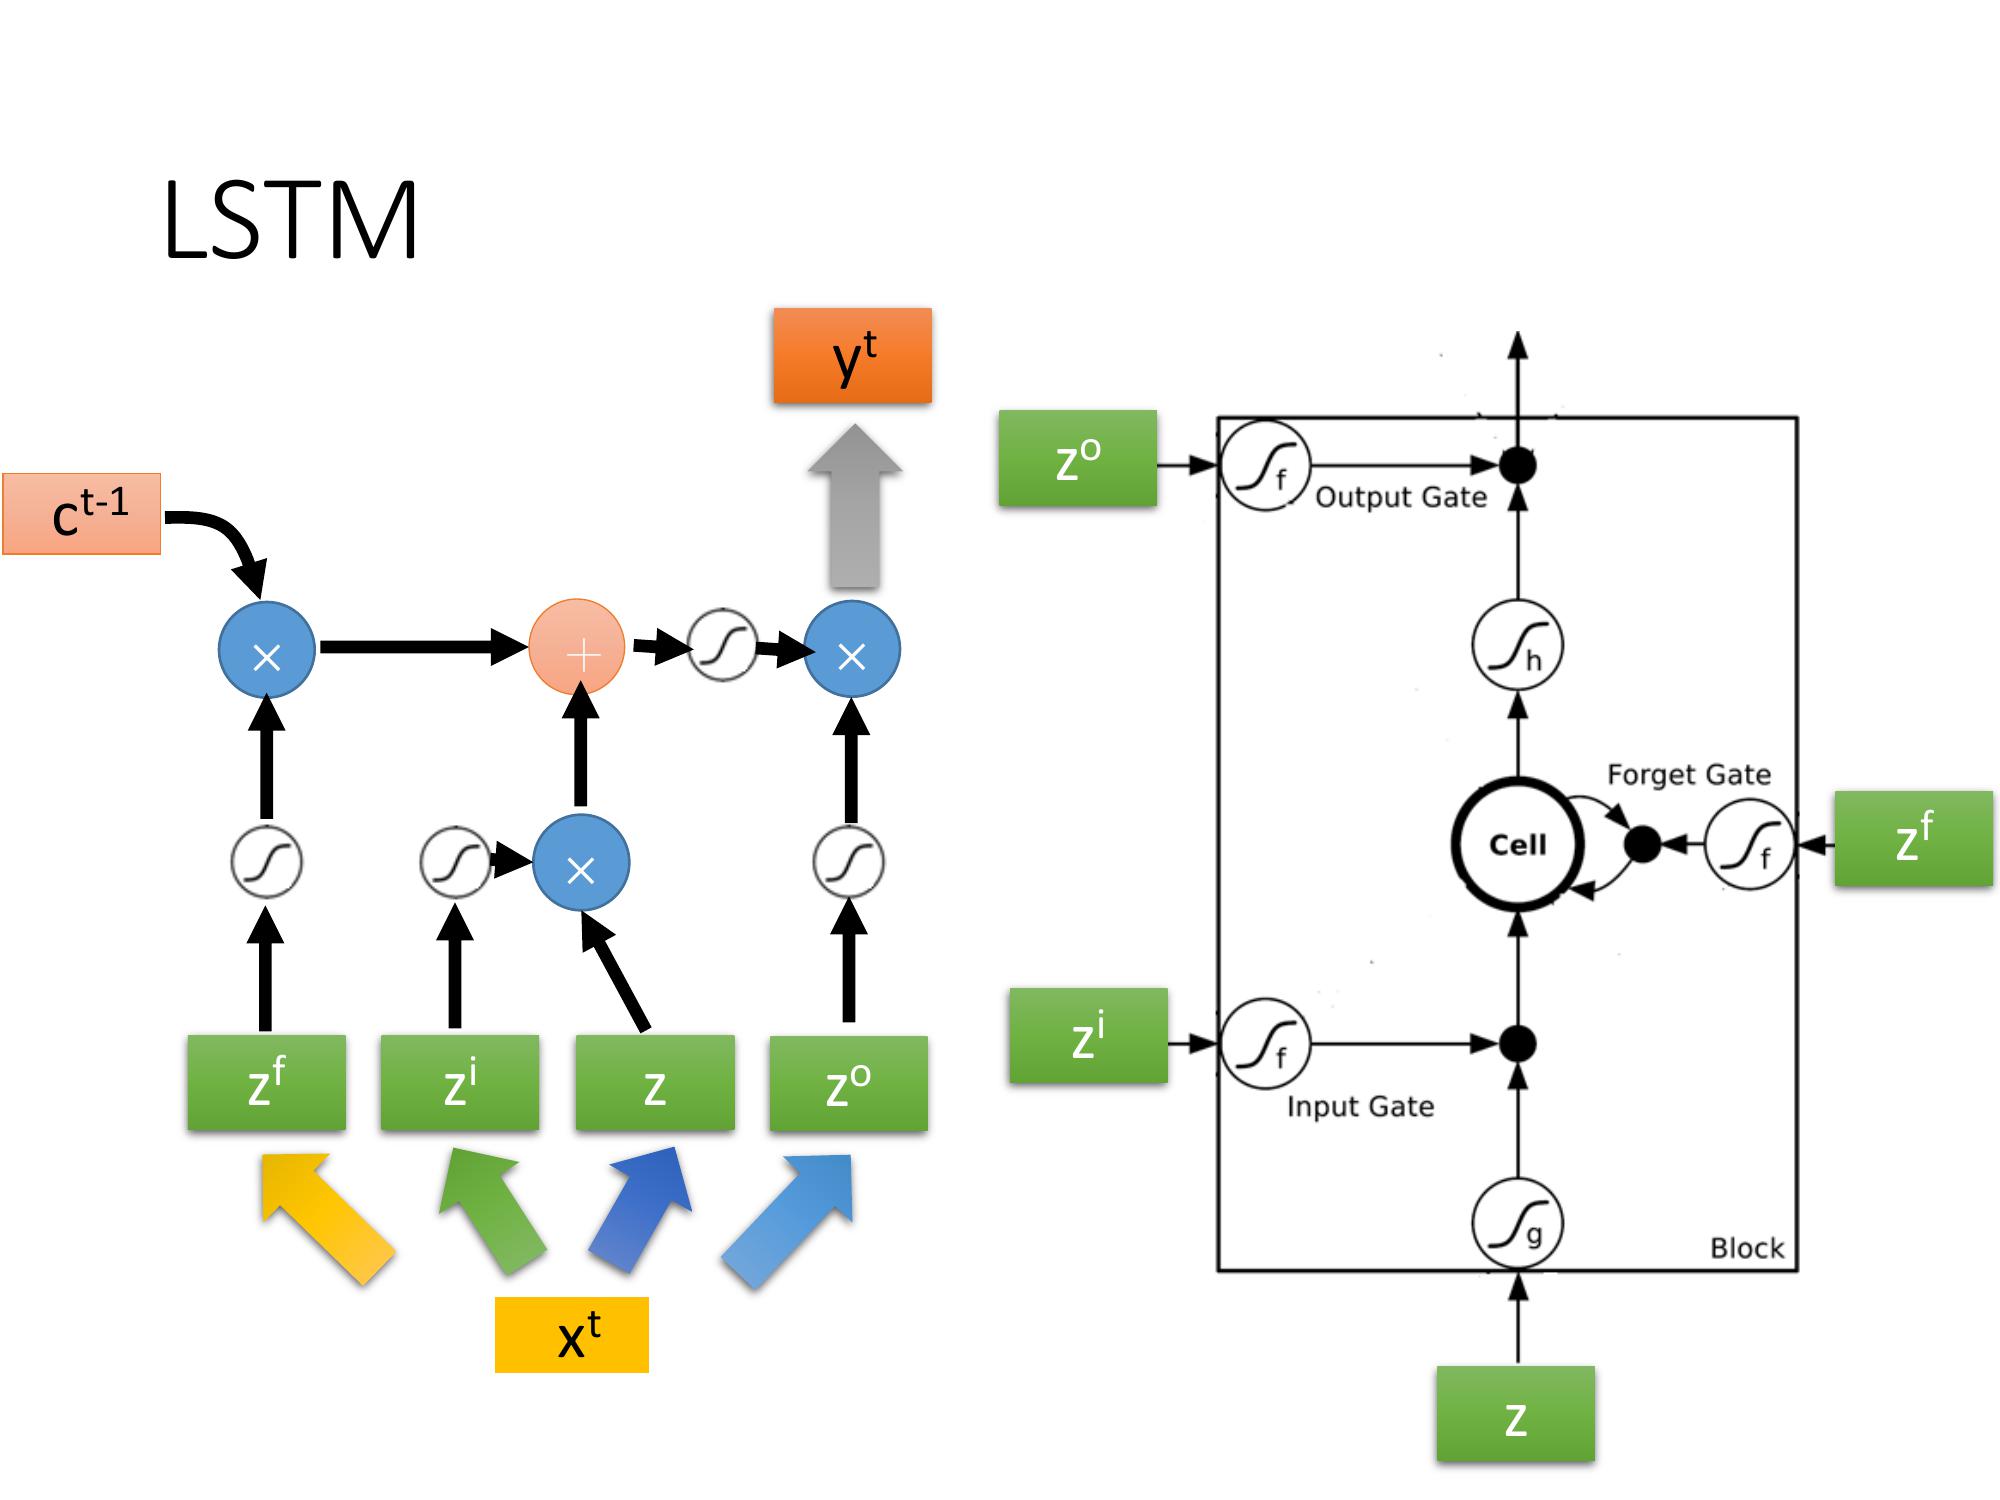 LSTM
y^t
c^t-1
×
+
×
×
z^f
z^i
z
z^o
x^t
z^o
f
Output Gate
h
Forget Gate
Cell
f
z^f
z^i
f
Input Gate
g
Block
z